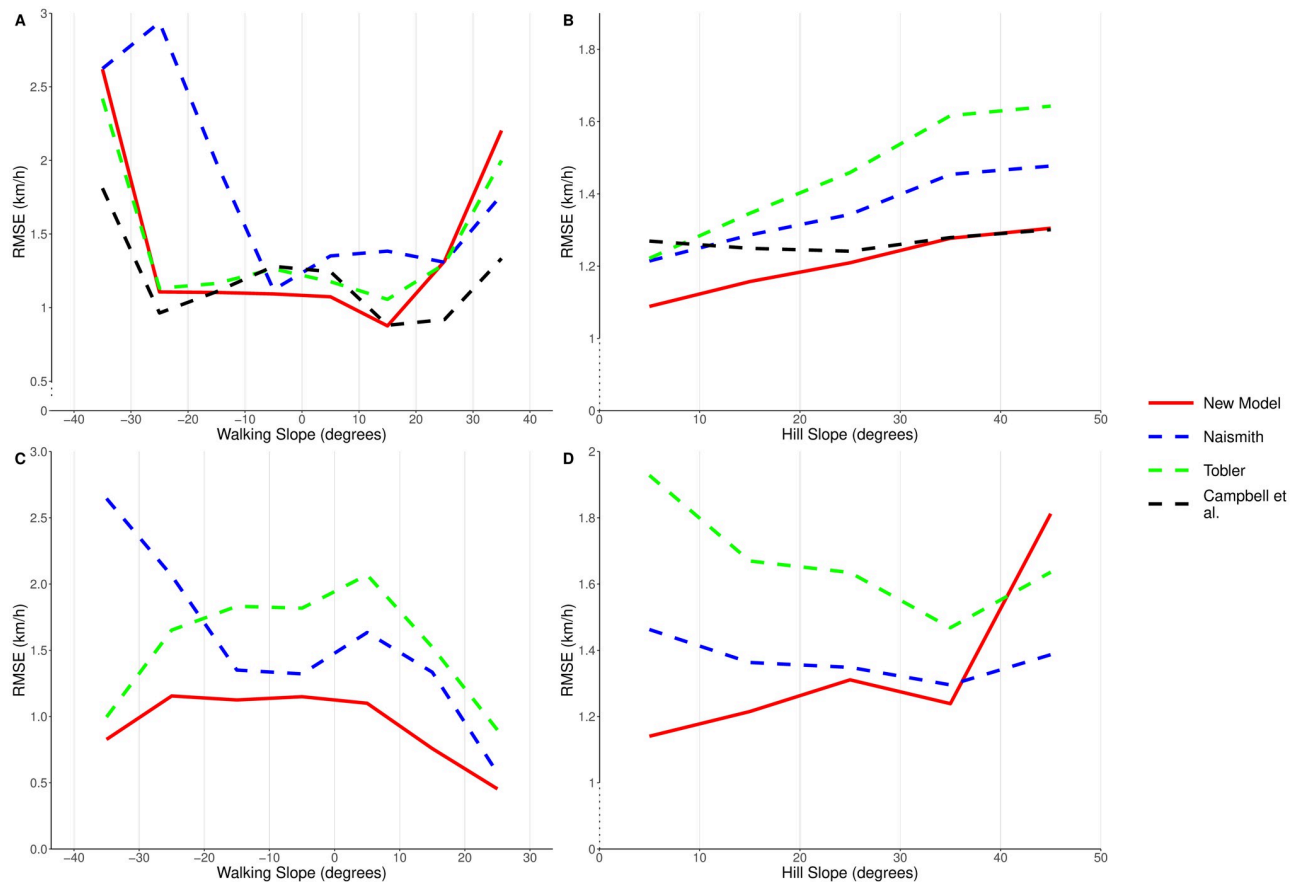 A
3
2.5
2
1.5
1
0.5
0
RMSE (km/h)
−40 −30 −20 −10 0 10 20 30 40
Walking Slope (degrees)
B
1.8
1.6
1.4
1.2
1
0
RMSE (km/h)
0 10 20 30 40 50
Hill Slope (degrees)
New Model
Naismith
Tobler
Campbell et
al.
C
3.0
2.5
2.0
1.5
1.0
0.5
0.0
RMSE (km/h)
−40 −30 −20 −10 0 10 20 30
Walking Slope (degrees)
D
2
1.8
1.6
1.4
1.2
1
0
RMSE (km/h)
0 10 20 30 40 50
Hill Slope (degrees)